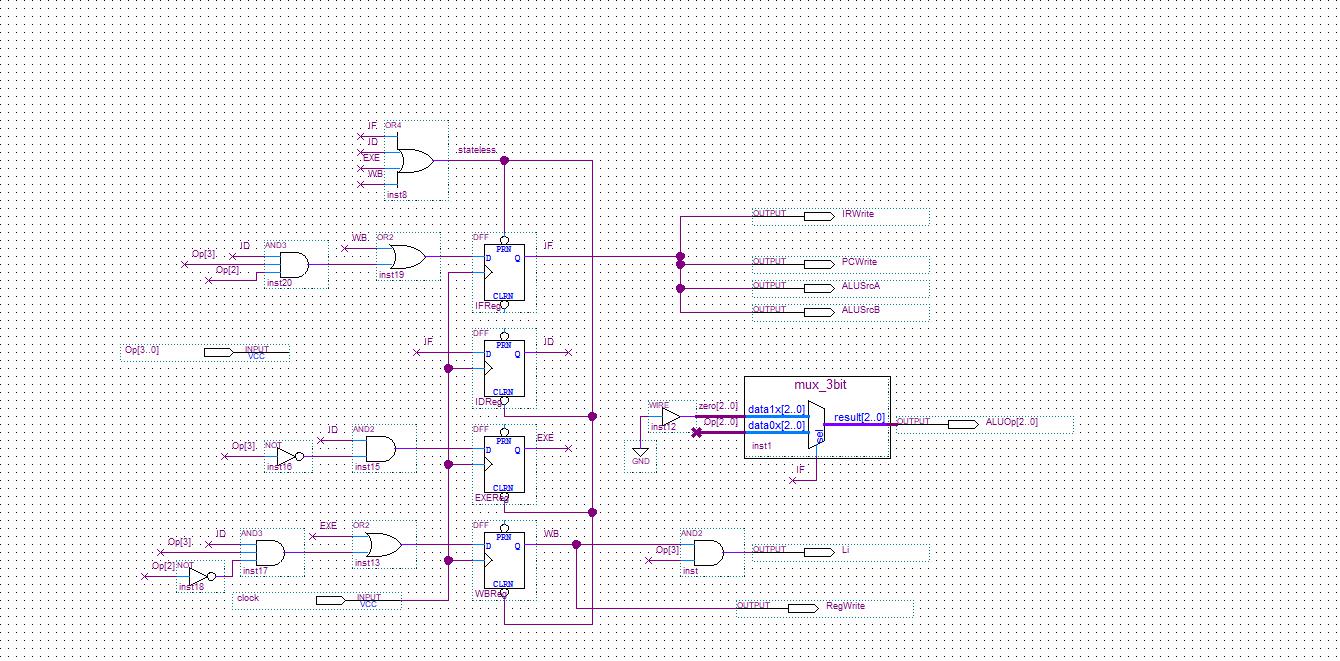 IF
OR4
ID
EXE
WB
inst8
stateless
Op[3]
ID
Op[2]
AND3
inst20
WB
OR2
inst19
DFF
PRN
D
Q
CLRN
IFReg
IF
OUTPUT
IRWrite
OUTPUT
PCWrite
OUTPUT
ALUSrcA
OUTPUT
ALUSrcB
Op[3..0]
INPUT
VCC
IF
DFF
PRN
D
Q
CLRN
IDReg
ID
Op[3]
NOT
inst16
ID
AND2
inst15
DFF
PRN
D
Q
CLRN
EXEReg
EXE
WIRE
inst12
GND
zero[2..0]
Op[2..0]
mux_3bit
data1x[2..0]
data0x[2..0]
sel
result[2..0]
inst1
IF
OUTPUT
ALUOp[2..0]
Op[3]
ID
Op[2]
NOT
inst18
AND3
inst17
EXE
OR2
inst13
DFF
PRN
D
Q
CLRN
WBReg
WB
Op[3]
AND2
inst
OUTPUT
Li
clock
INPUT
VCC
OUTPUT
RegWrite